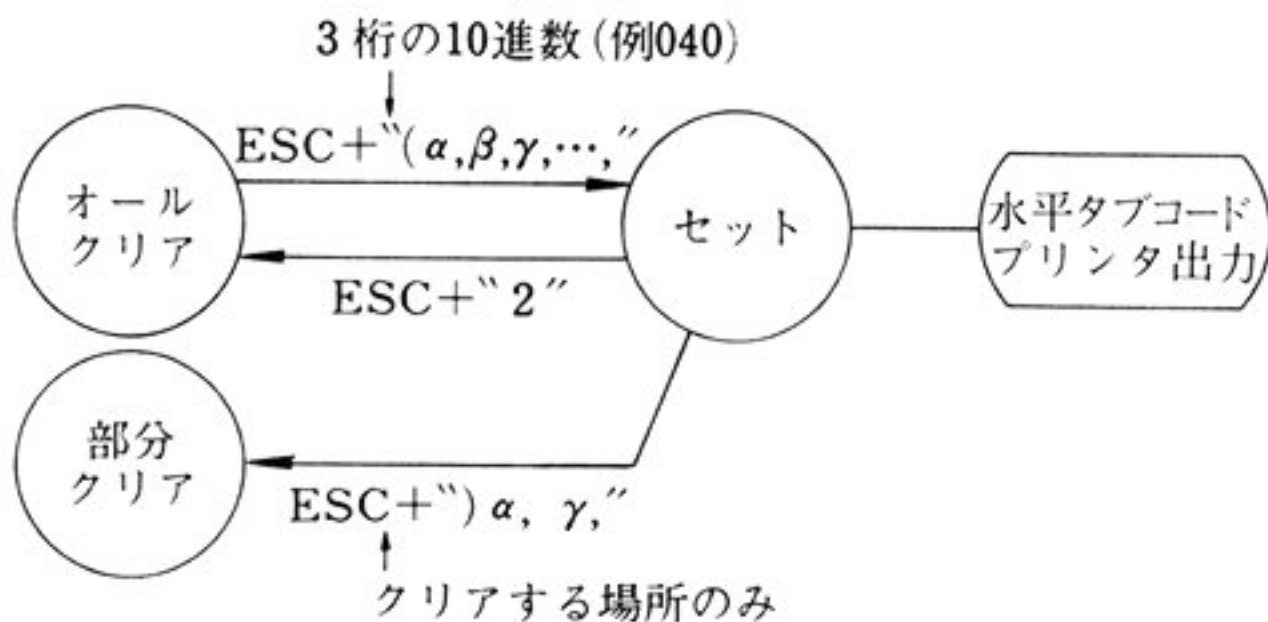 3桁の10進数(例040)
ESC+“(α,β,γ,…,”
オール
クリア
セット
水平タブコード
プリンタ出力
ESC+“2”
部分
クリア
ESC+“)α, γ,”
クリアする場所のみ